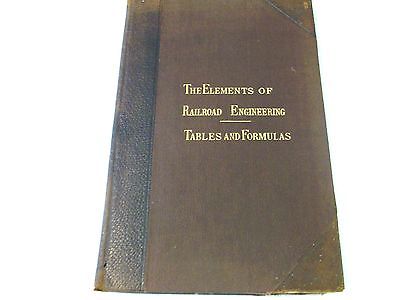 The Elements of
Railroad Engineering
Tables and Formulas